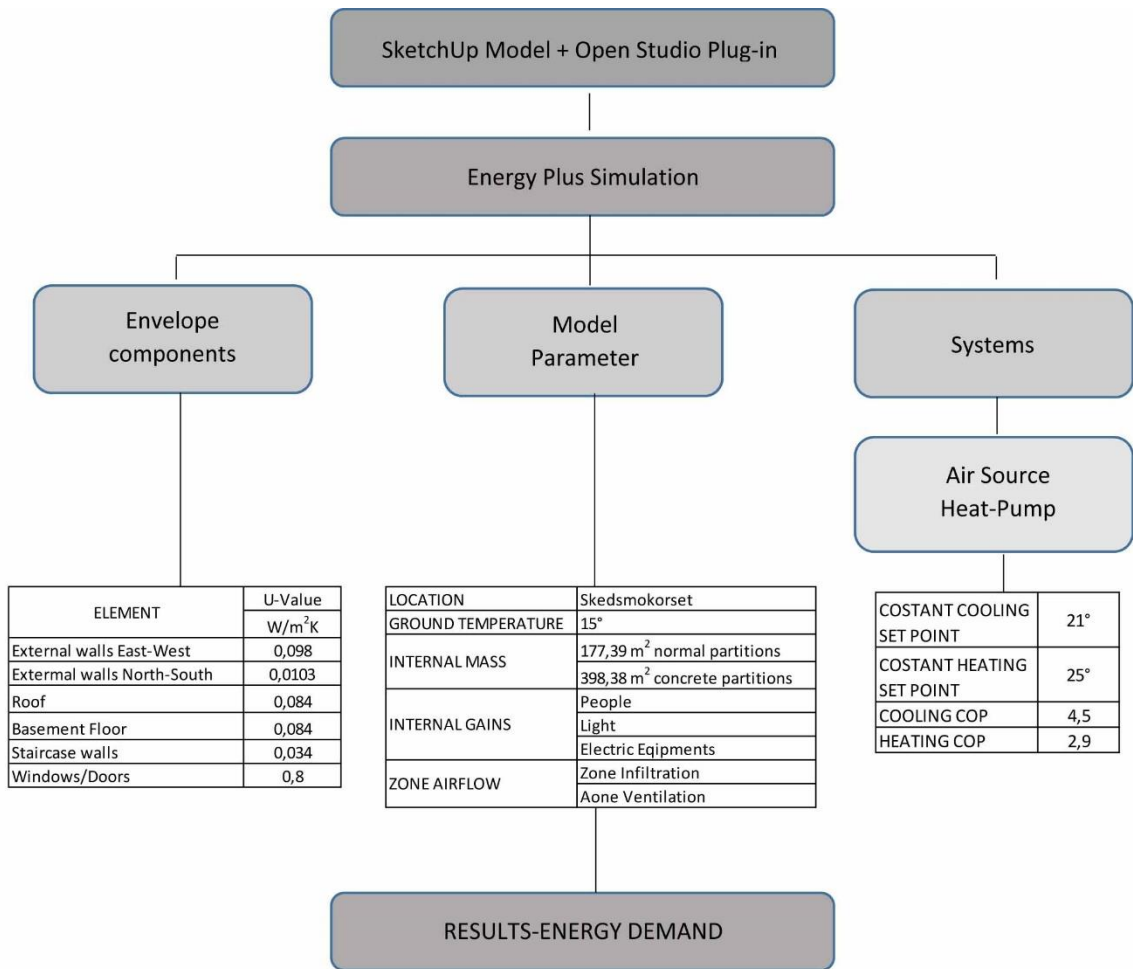 SketchUp Model + Open Studio Plug-in
Energy Plus Simulation
Envelope
components
Model
Parameter
Systems
Air Source
Heat-Pump
ELEMENT
U-Value
W/m²K
External walls East-West 0,098
Extermal walls North-South 0,0103
Roof 0,084
Basement Floor 0,084
Staircase walls 0,034
Windows/Doors 0,8
LOCATION Skedsmokorset
GROUND TEMPERATURE 15°
INTERNAL MASS
177,39 m² normal partitions
398,38 m² concrete partitions
INTERNAL GAINS
People
Light
Electric Eqipments
ZONE AIRFLOW
Zone Infiltration
Aone Ventilation
COSTANT COOLING
SET POINT
21°
COSTANT HEATING
SET POINT
25°
COOLING COP 4,5
HEATING COP 2,9
RESULTS-ENERGY DEMAND